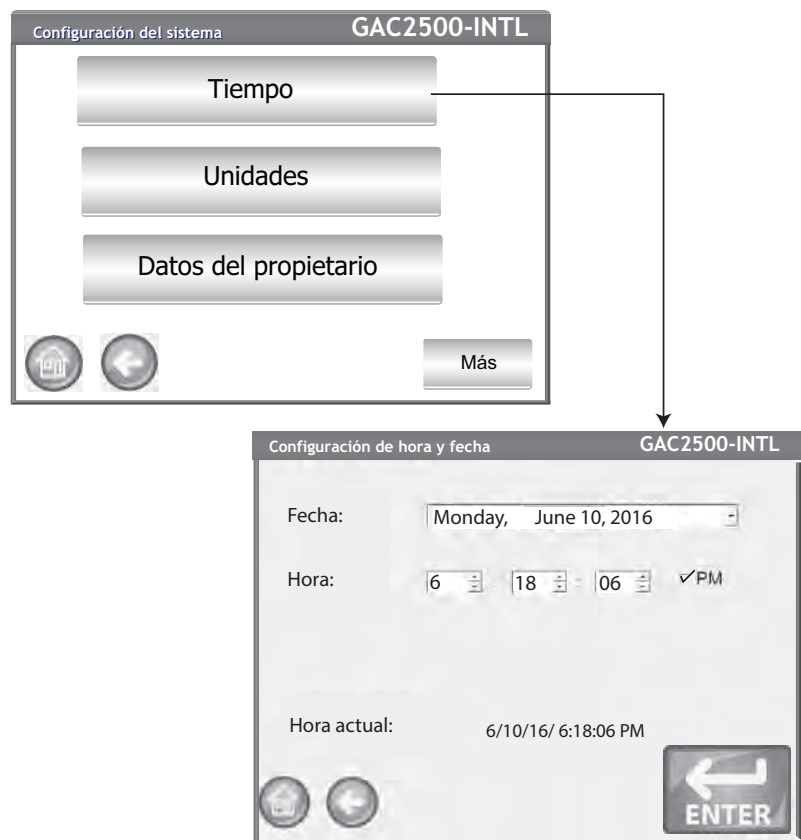 Configuración del sistema GAC2500-INTL
Tiempo
Unidades
Datos del propietario
Más
Configuración de hora y fecha GAC2500-INTL
Fecha: Monday, June 10, 2016
Hora: 6 : 18 : 06 ✓PM
Hora actual: 6/10/16/ 6:18:06 PM
ENTER